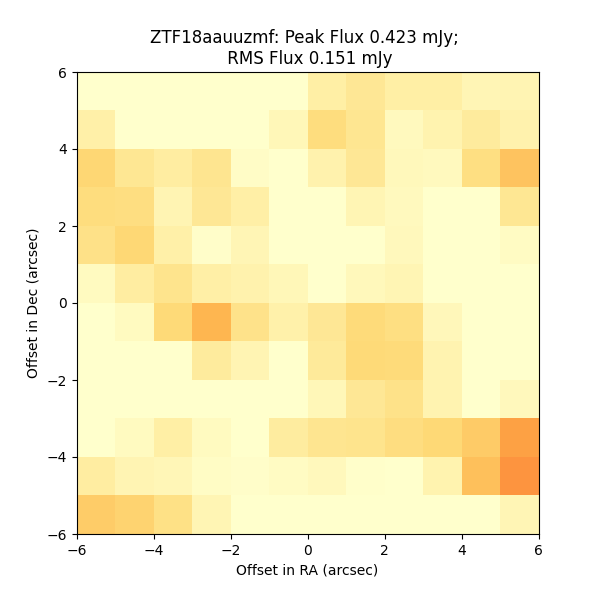 ZTF18aauuzmf: Peak Flux 0.423 mJy;
RMS Flux 0.151 mJy
6
4
2
0
−2
−4
−6
Offset in Dec (arcsec)
−6 −4 −2 0 2 4 6
Offset in RA (arcsec)